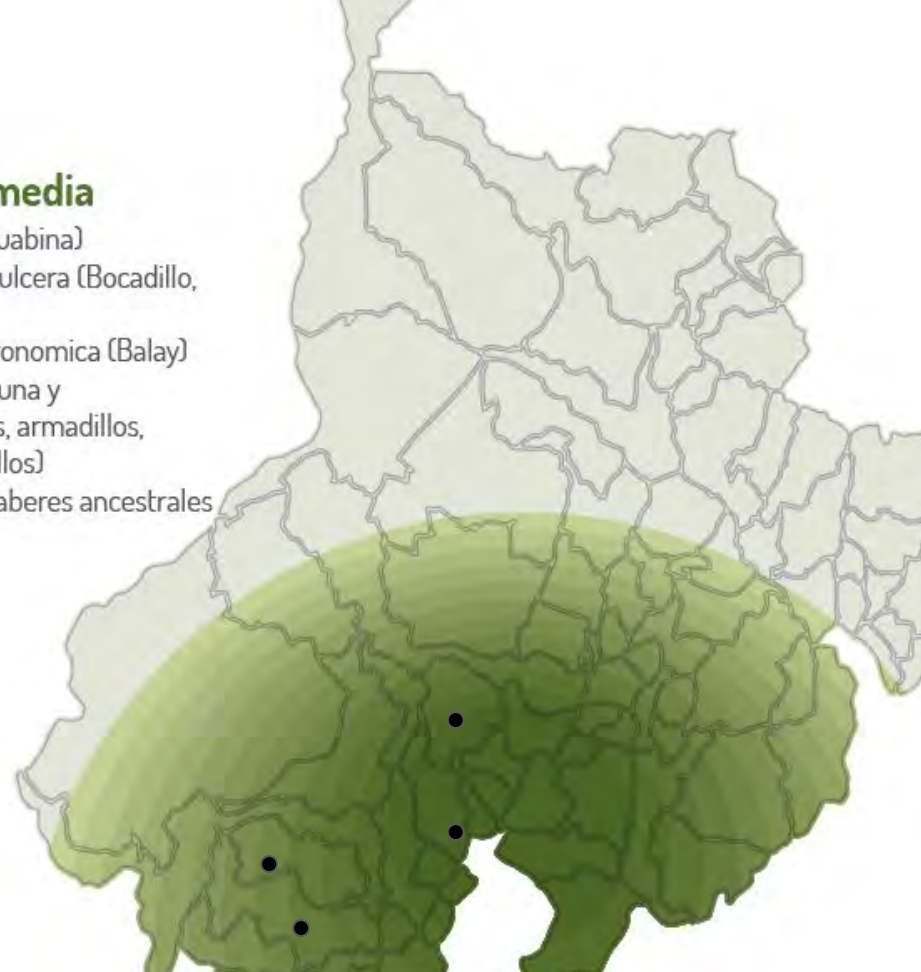 media
uabina)
ulcera (Bocadillo,
onomica (Balay)
una y
s, armadillos,
llos)
aberes ancestrales